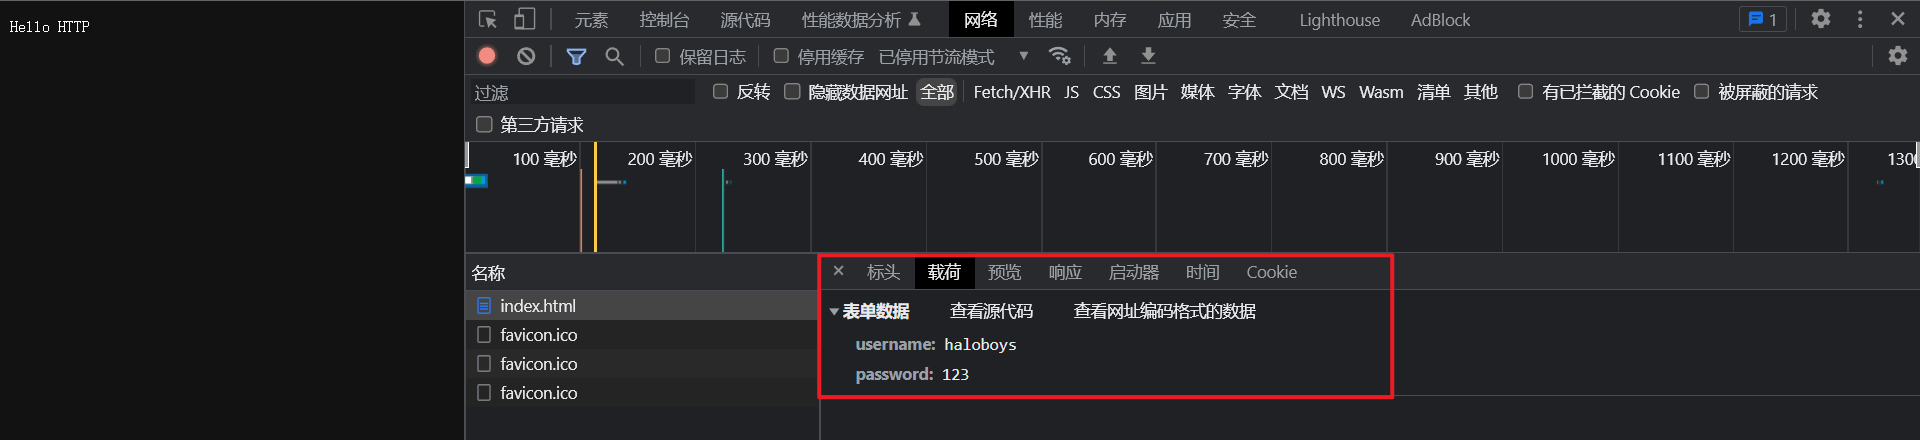 Hello HTTP
元素 控制台 源代码 性能数据分析 网络 性能 内存 应用 安全 Lighthouse AdBlock 1
保留日志 停用缓存 已停用节流模式
过滤 反转 隐藏数据网址 全部 Fetch/XHR JS CSS 图片 媒体 字体 文档 WS Wasm 清单 其他 有已拦截的 Cookie 被屏蔽的请求
第三方请求
100 毫秒 200 毫秒 300 毫秒 400 毫秒 500 毫秒 600 毫秒 700 毫秒 800 毫秒 900 毫秒 1000 毫秒 1100 毫秒 1200 毫秒 1300
名称 标头 载荷 预览 响应 启动器 时间 Cookie
index.html
favicon.ico
favicon.ico
favicon.ico
表单数据 查看源代码 查看网址编码格式的数据
username: haloboys
password: 123